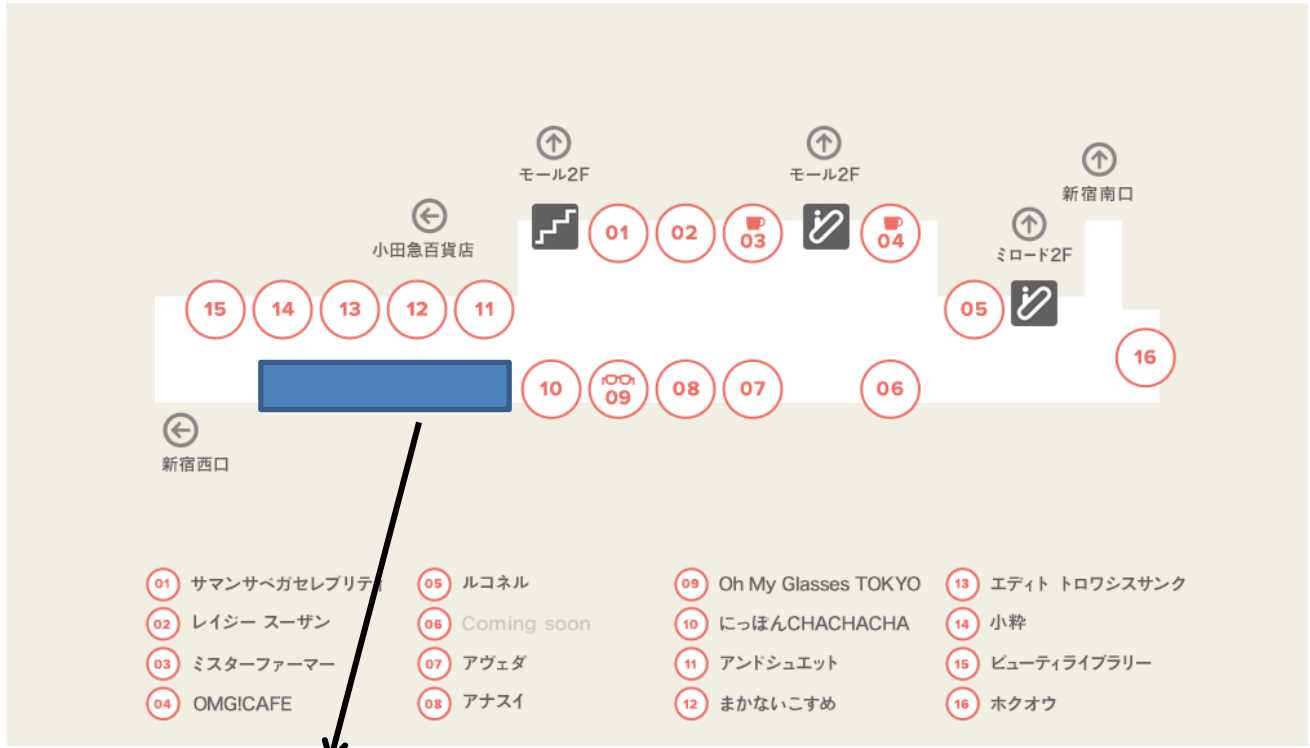 モール2F
モール2F
新宿南口
小田急百貨店
ミロード2F
01
02
03
04
15
14
13
12
11
05
16
10
09
08
07
06
新宿西口
01 サマンサベガセレブリティ
02 レイジー スーザン
03 ミスターファーマー
04 OMG!CAFE
05 ルコネル
06 Coming soon
07 アヴェダ
08 アナスイ
09 Oh My Glasses TOKYO
10 にっぽんCHACHACHA
11 アンドシュエット
12 まかないこすめ
13 エディト トロワシスサンク
14 小粋
15 ビューティライブラリー
16 ホクオウ